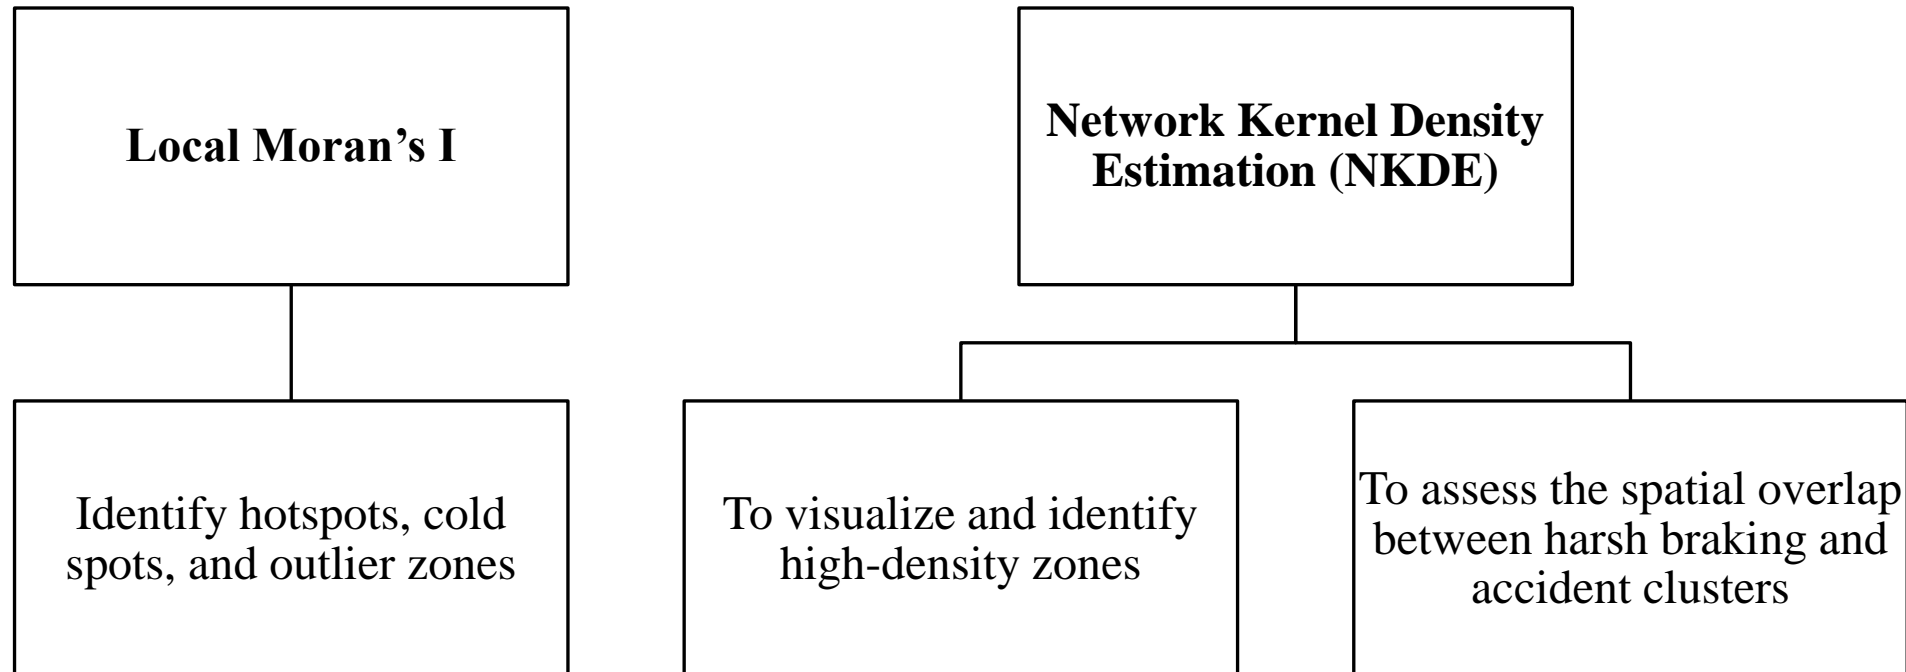 Local Moran’s I
Network Kernel Density
Estimation (NKDE)
Identify hotspots, cold
spots, and outlier zones
To visualize and identify
high-density zones
To assess the spatial overlap
between harsh braking and
accident clusters